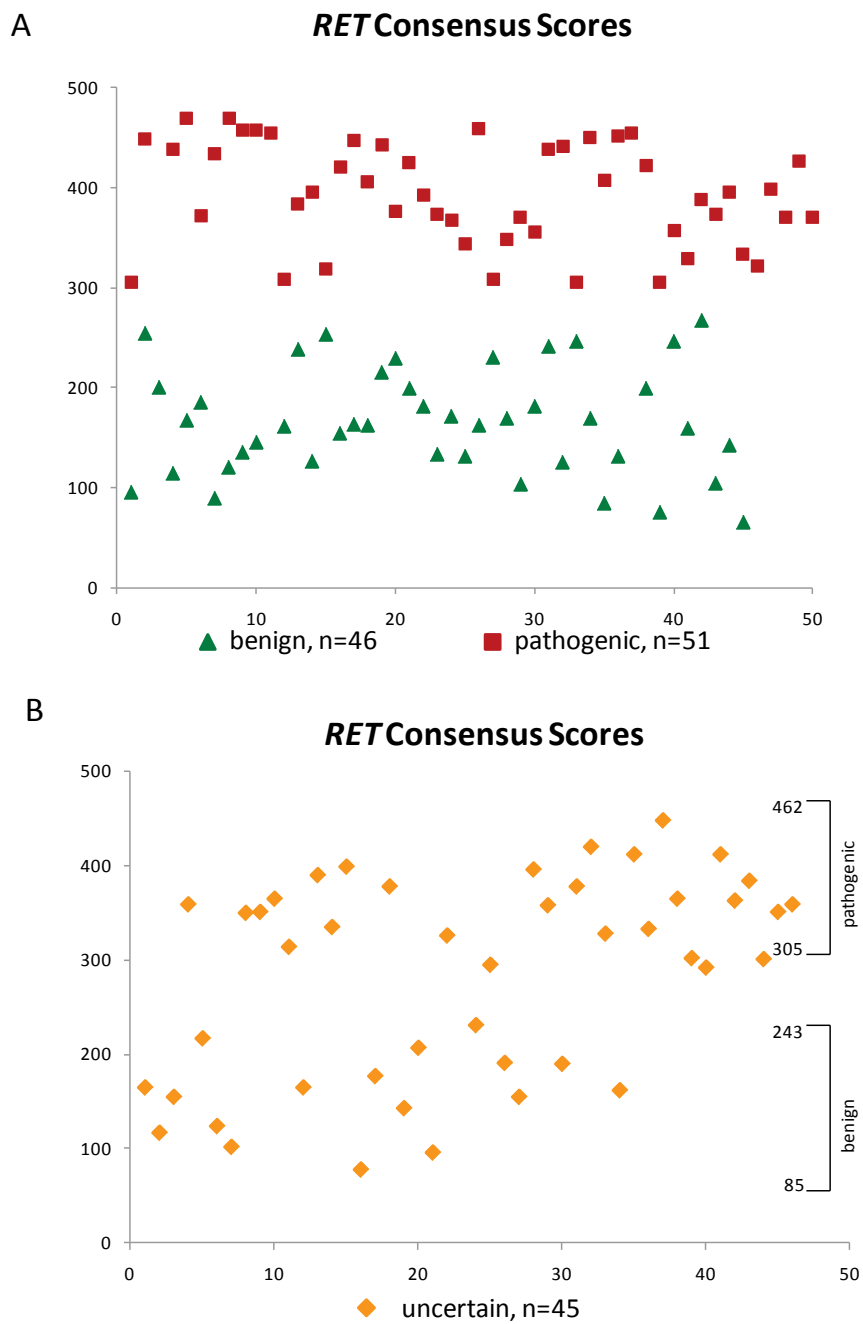 A
RET Consensus Scores
500
400
300
200
100
0
0 10 20 30 40 50
benign, n=46 pathogenic, n=51
B
RET Consensus Scores
500
400
300
200
100
0
462
pathogenic
305
243
benign
85
0 10 20 30 40 50
uncertain, n=45